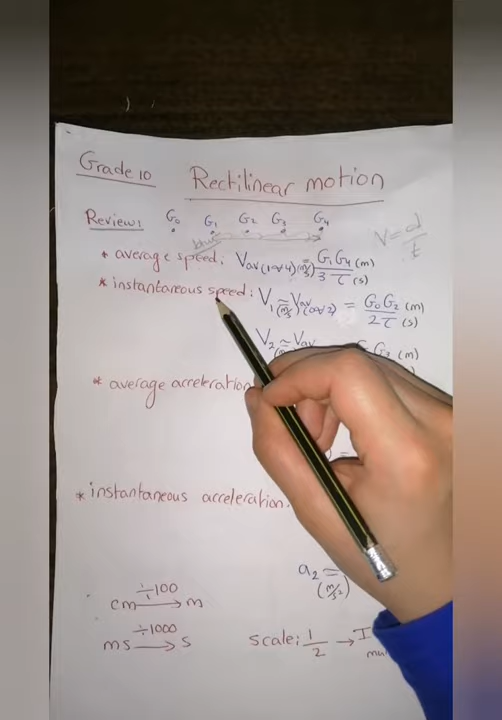 Grade 10
Rectilinear motion
Review:
G0 G1 G2 G3 G4
V = d/t
* average speed: Vav(1→4)(m/s) = G1G4 (m) / 3τ (s)
* instantaneous speed: V1 (m/s) ≈ Vav(0→2) = G0G2 (m) / 2τ (s)
V2 ≈ Vav (m)
* average accelration
* instantaneous acceleration.
a2 = (m/s²)
cm ÷100 → m
ms ÷1000 → s
scale: 1/2 → I